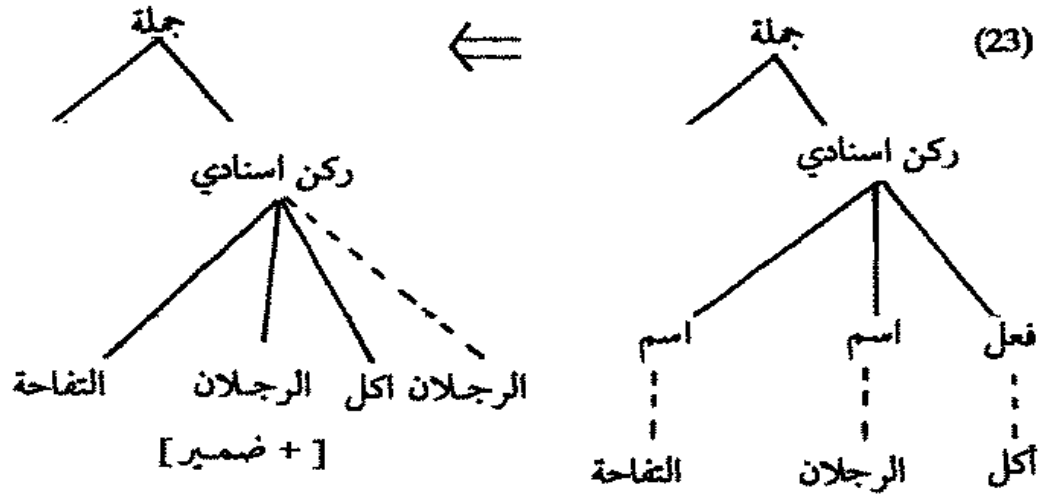 (23)
جملة
ركن اسنادي
فعل اسم اسم
أكل الرجلان التفاحة
⇐
جملة
ركن اسنادي
الرجلان اكل الرجلان التفاحة
[ + ضمير ]